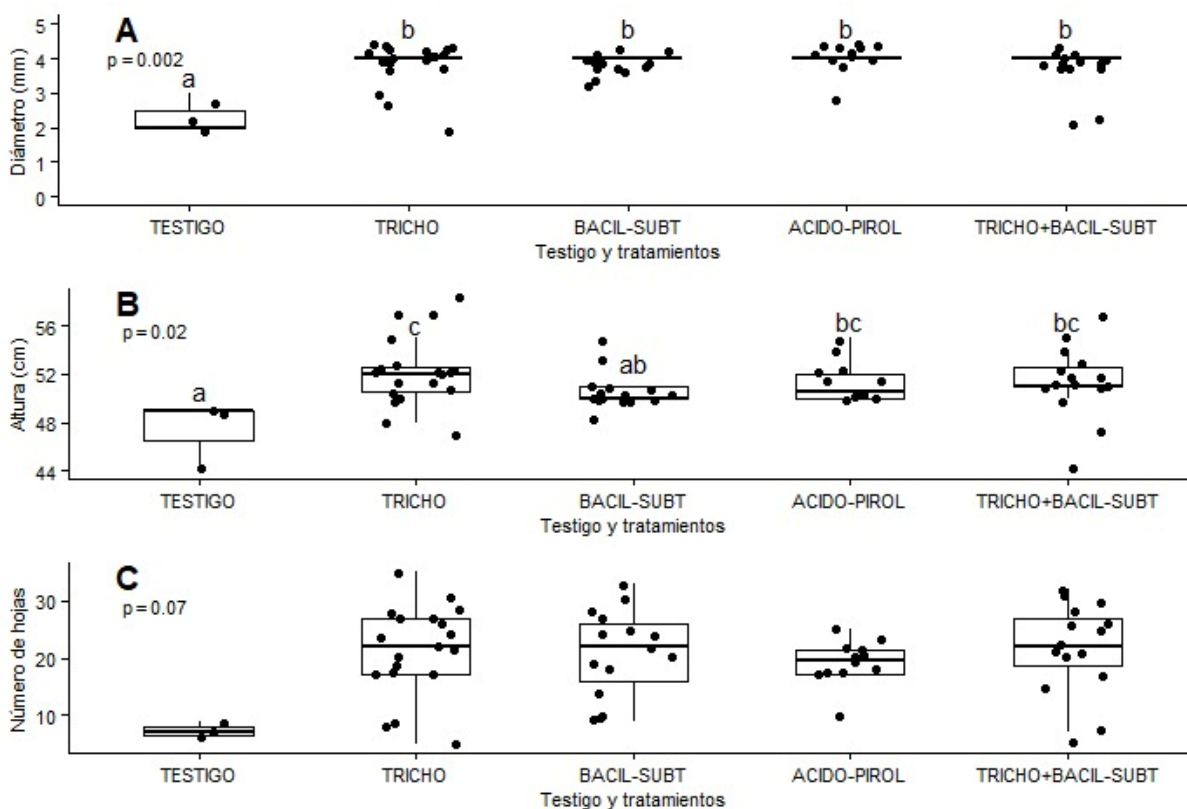 A
p = 0.002
Diámetro (mm)
5
4
3
2
1
0
a
b
b
b
b
TESTIGO
TRICHO
BACIL-SUBT
ACIDO-PIROL
TRICHO+BACIL-SUBT
Testigo y tratamientos
B
p = 0.02
Altura (cm)
56
52
48
44
a
c
ab
bc
bc
TESTIGO
TRICHO
BACIL-SUBT
ACIDO-PIROL
TRICHO+BACIL-SUBT
Testigo y tratamientos
C
p = 0.07
Número de hojas
30
20
10
TESTIGO
TRICHO
BACIL-SUBT
ACIDO-PIROL
TRICHO+BACIL-SUBT
Testigo y tratamientos